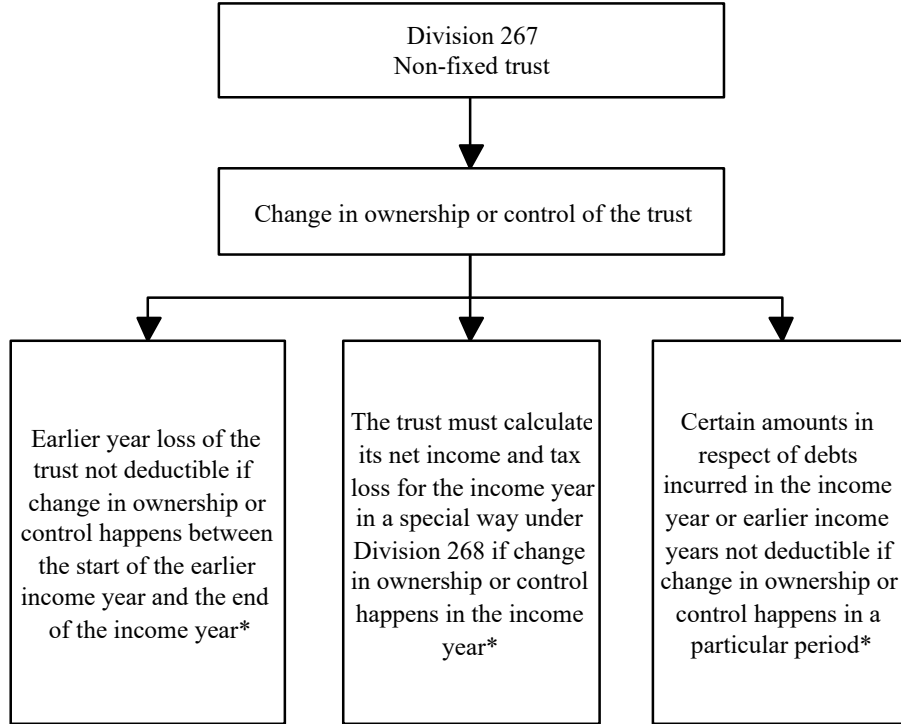 Division 267
Non-fixed trust
Change in ownership or control of the trust
Earlier year loss of the
trust not deductible if
change in ownership or
control happens between
the start of the earlier
income year and the end
of the income year*
The trust must calculate
its net income and tax
loss for the income year
in a special way under
Division 268 if change
in ownership or control
happens in the income
year*
Certain amounts in
respect of debts
incurred in the income
year or earlier income
years not deductible if
change in ownership or
control happens in a
particular period*